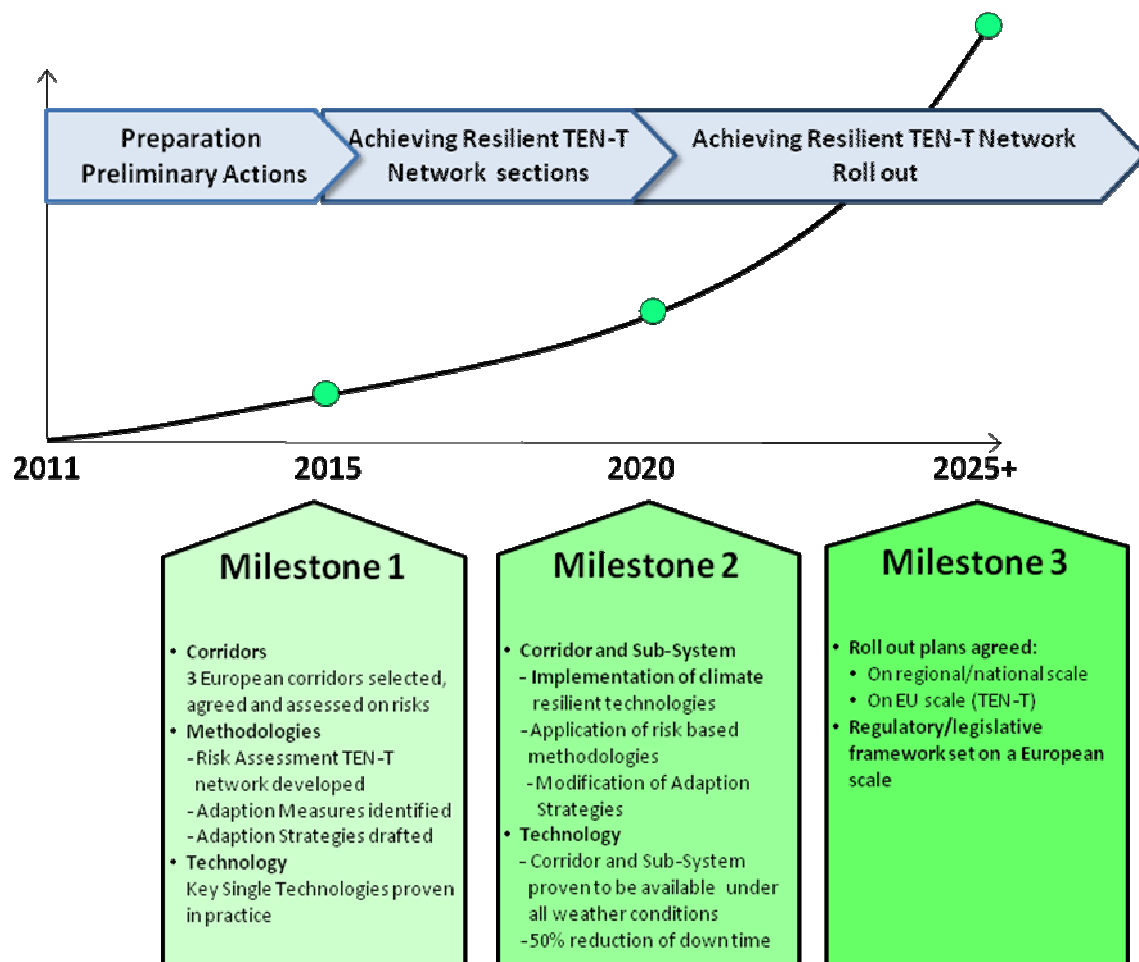 Preparation
Preliminary Actions
Achieving Resilient TEN-T
Network sections
Achieving Resilient TEN-T Network
Roll out
2011
2015
2020
2025+
Milestone 1
• Corridors
3 European corridors selected,
agreed and assessed on risks
• Methodologies
- Risk Assessment TEN-T
network developed
- Adaption Measures identified
- Adaption Strategies drafted
• Technology
Key Single Technologies proven
in practice
Milestone 2
• Corridor and Sub-System
- Implementation of climate
resilient technologies
- Application of risk based
methodologies
- Modification of Adaption
Strategies
• Technology
- Corridor and Sub-System
proven to be available under
all weather conditions
- 50% reduction of down time
Milestone 3
• Roll out plans agreed:
• On regional/national scale
• On EU scale (TEN-T)
• Regulatory/legislative
framework set on a European
scale